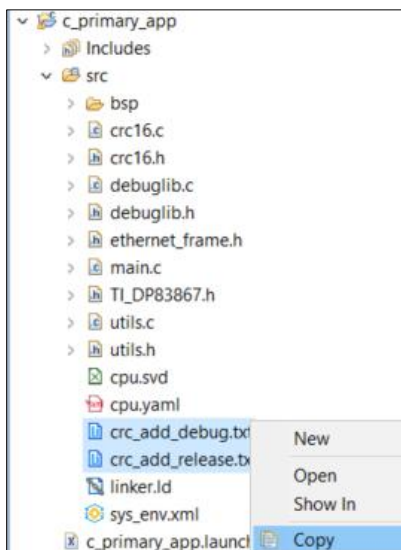 c_primary_app
Includes
src
bsp
crc16.c
crc16.h
debuglib.c
debuglib.h
ethernet_frame.h
main.c
TI_DP83867.h
utils.c
utils.h
cpu.svd
cpu.yaml
crc_add_debug.txt
New
crc_add_release.tx
Open
linker.ld
Show In
sys_env.xml
c_primary_app.launch
Copy